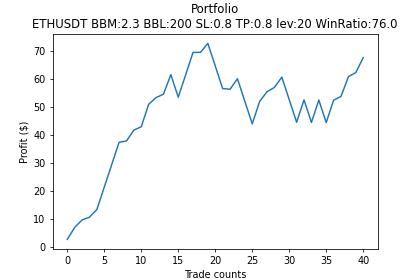 Portfolio
ETHUSDT BBM:2.3 BBL:200 SL:0.8 TP:0.8 lev:20 WinRatio:76.0
70
60
50
40
30
20
10
0
Profit ($)
0 5 10 15 20 25 30 35 40
Trade counts